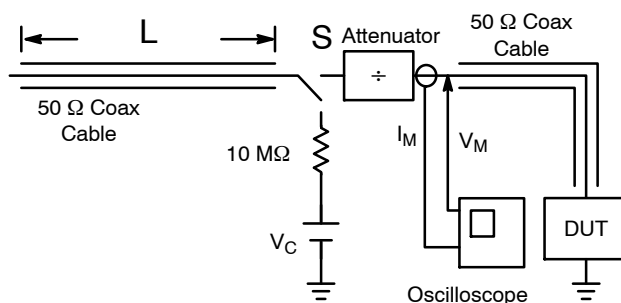 L
S
Attenuator
÷
50 Ω Coax
Cable
50 Ω Coax
Cable
10 MΩ
I_M
V_M
V_C
DUT
Oscilloscope